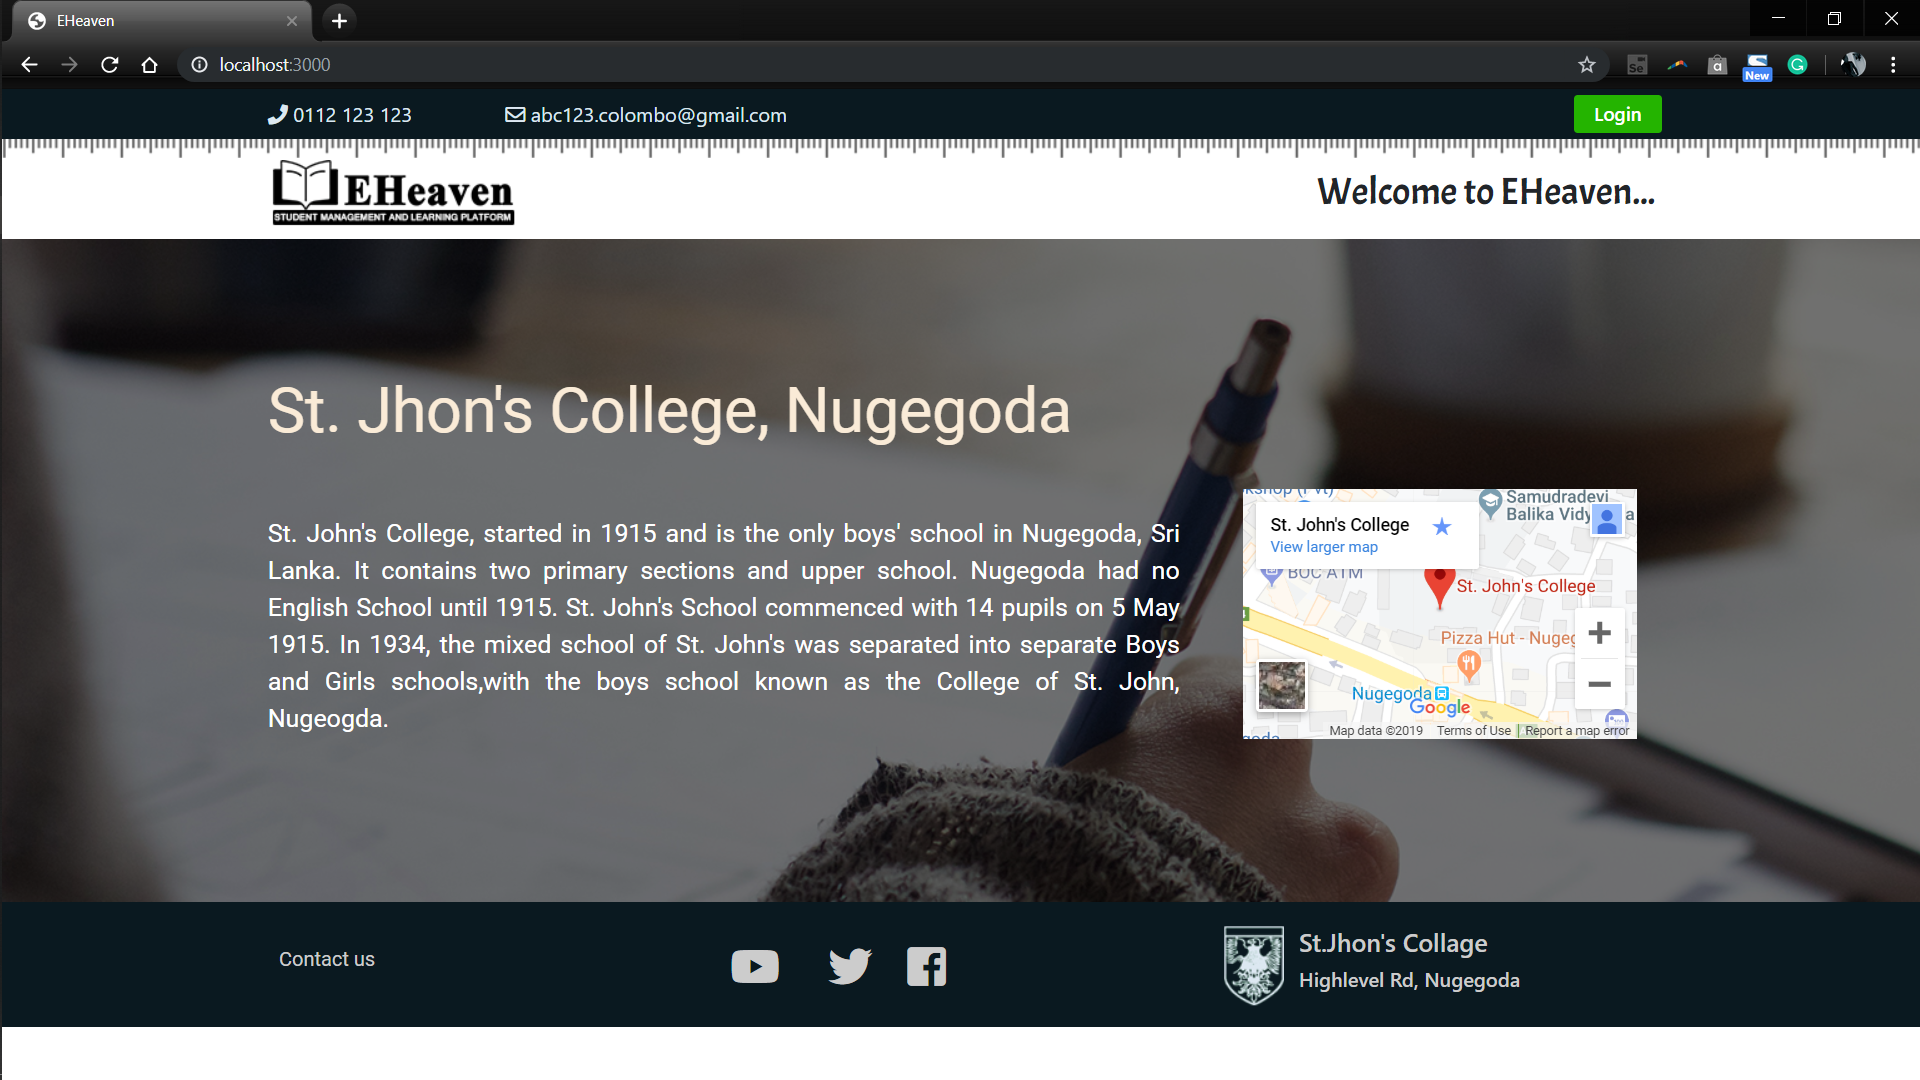 EHeaven
localhost:3000
Se
a
New
G
0112 123 123
abc123.colombo@gmail.com
Login
EHeaven
STUDENT MANAGEMENT AND LEARNING PLATFORM
Welcome to EHeaven...
St. Jhon's College, Nugegoda
St. John's College, started in 1915 and is the only boys' school in Nugegoda, Sri
Lanka. It contains two primary sections and upper school. Nugegoda had no
English School until 1915. St. John's School commenced with 14 pupils on 5 May
1915. In 1934, the mixed school of St. John's was separated into separate Boys
and Girls schools,with the boys school known as the College of St. John,
Nugeogda.
Samudradevi
Balika Vidy
a
St. John's College
View larger map
BOC ATM
St. John's College
Pizza Hut - Nugeg
Nugegoda
Google
goda
Map data ©2019 Terms of Use Report a map error
Contact us
St.Jhon's Collage
Highlevel Rd, Nugegoda